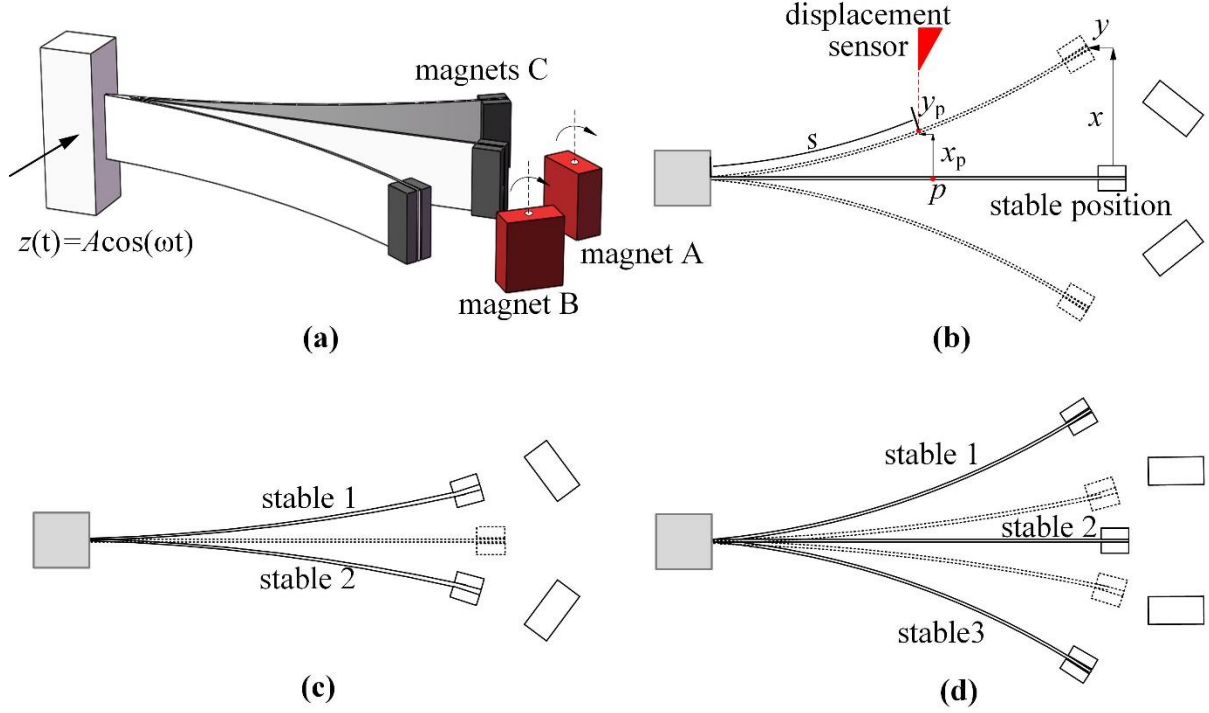 magnets C
z(t)=Acos(ωt)
magnet A
magnet B
(a)
displacement
sensor
y
yp
s
xp
x
p
stable position
(b)
stable 1
stable 2
(c)
stable 1
stable 2
stable3
(d)